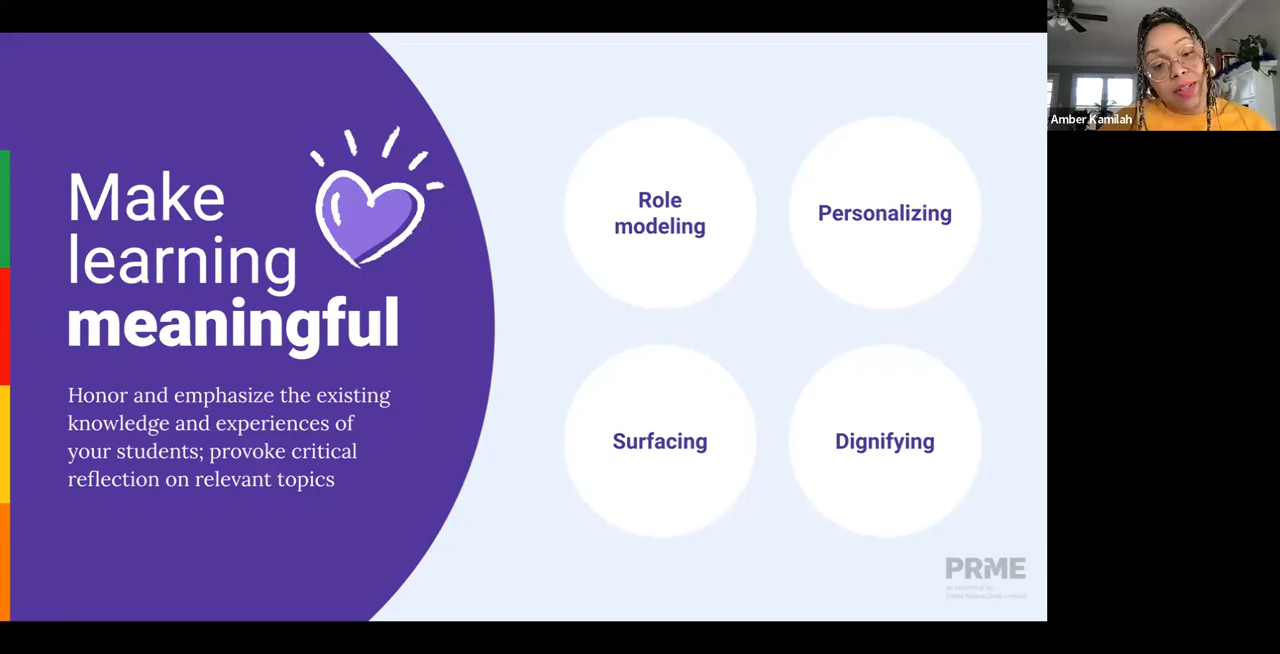 Make
learning
meaningful
Honor and emphasize the existing
knowledge and experiences of
your students; provoke critical
reflection on relevant topics
Role
modeling
Personalizing
Surfacing
Dignifying
PRME
Amber Kamilah